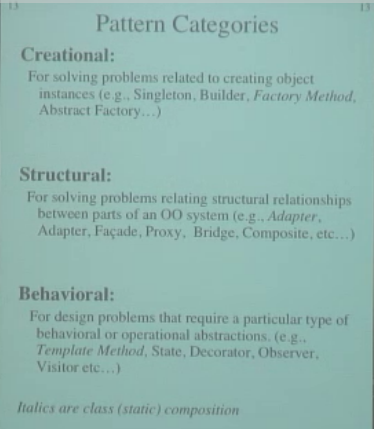 13 13
Pattern Categories
Creational:
For solving problems related to creating object
instances (e.g., Singleton, Builder, Factory Method,
Abstract Factory…)
Structural:
For solving problems relating structural relationships
between parts of an OO system (e.g., Adapter,
Adapter, Façade, Proxy, Bridge, Composite, etc…)
Behavioral:
For design problems that require a particular type of
behavioral or operational abstractions. (e.g.,
Template Method, State, Decorator, Observer,
Visitor etc…)
Italics are class (static) composition